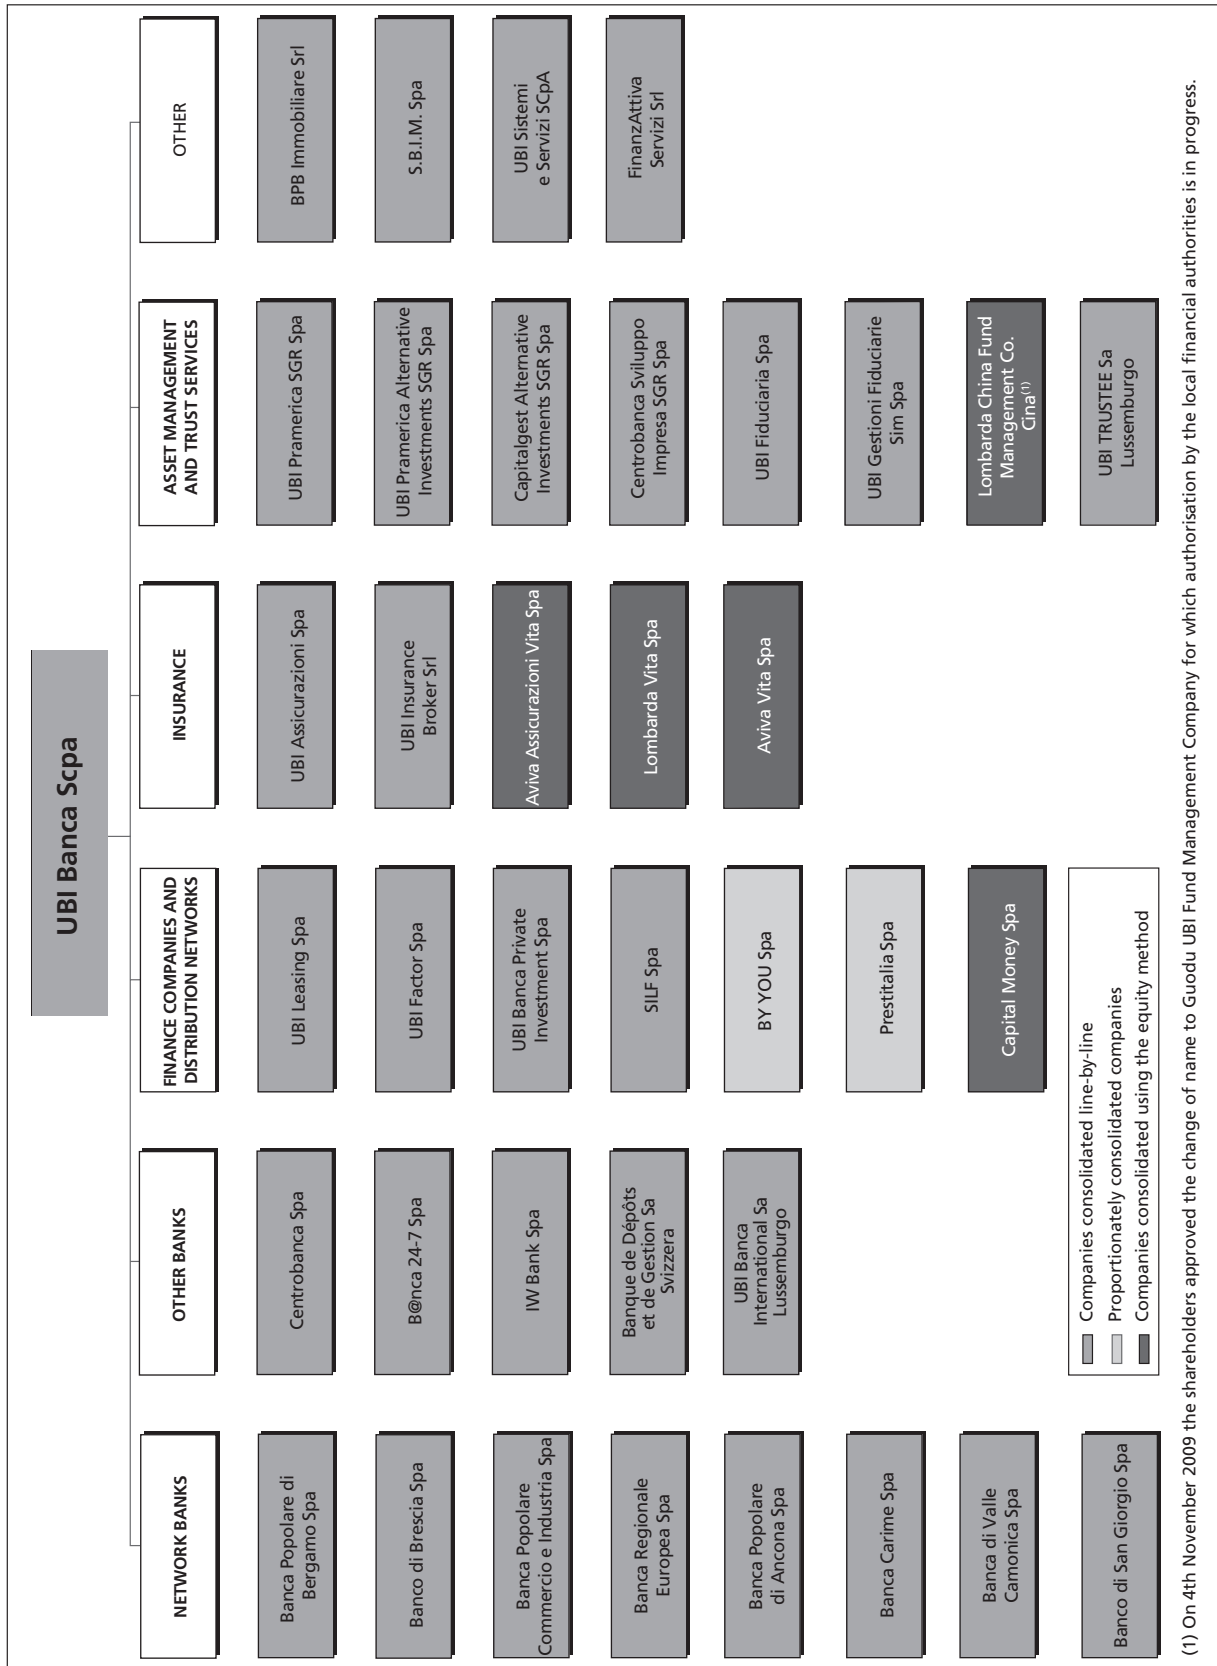 UBI Banca Scpa
NETWORK BANKS
Banca Popolare di
Bergamo Spa
Banco di Brescia Spa
Banca Popolare
Commercio e Industria Spa
Banca Regionale
Europea Spa
Banca Popolare
di Ancona Spa
Banca Carime Spa
Banca di Valle
Camonica Spa
Banco di San Giorgio Spa
OTHER BANKS
Centrobanca Spa
B@nca 24-7 Spa
IW Bank Spa
Banque de Dépôts
et de Gestion Sa
Svizzera
UBI Banca
International Sa
Lussemburgo
FINANCE COMPANIES AND
DISTRIBUTION NETWORKS
UBI Leasing Spa
UBI Factor Spa
UBI Banca Private
Investment Spa
SILF Spa
BY YOU Spa
Prestitalia Spa
Capital Money Spa
INSURANCE
UBI Assicurazioni Spa
UBI Insurance
Broker Srl
Aviva Assicurazioni Vita Spa
Lombarda Vita Spa
Aviva Vita Spa
ASSET MANAGEMENT
AND TRUST SERVICES
UBI Pramerica SGR Spa
UBI Pramerica Alternative
Investments SGR Spa
Capitalgest Alternative
Investments SGR Spa
Centrobanca Sviluppo
Impresa SGR Spa
UBI Fiduciaria Spa
UBI Gestioni Fiduciarie
Sim Spa
Lombarda China Fund
Management Co.
Cina(1)
UBI TRUSTEE Sa
Lussemburgo
OTHER
BPB Immobiliare Srl
S.B.I.M. Spa
UBI Sistemi
e Servizi SCpA
FinanzAttiva
Servizi Srl
Companies consolidated line-by-line
Proportionately consolidated companies
Companies consolidated using the equity method
(1) On 4th November 2009 the shareholders approved the change of name to Guodu UBI Fund Management Company for which authorisation by the local financial authorities is in progress.